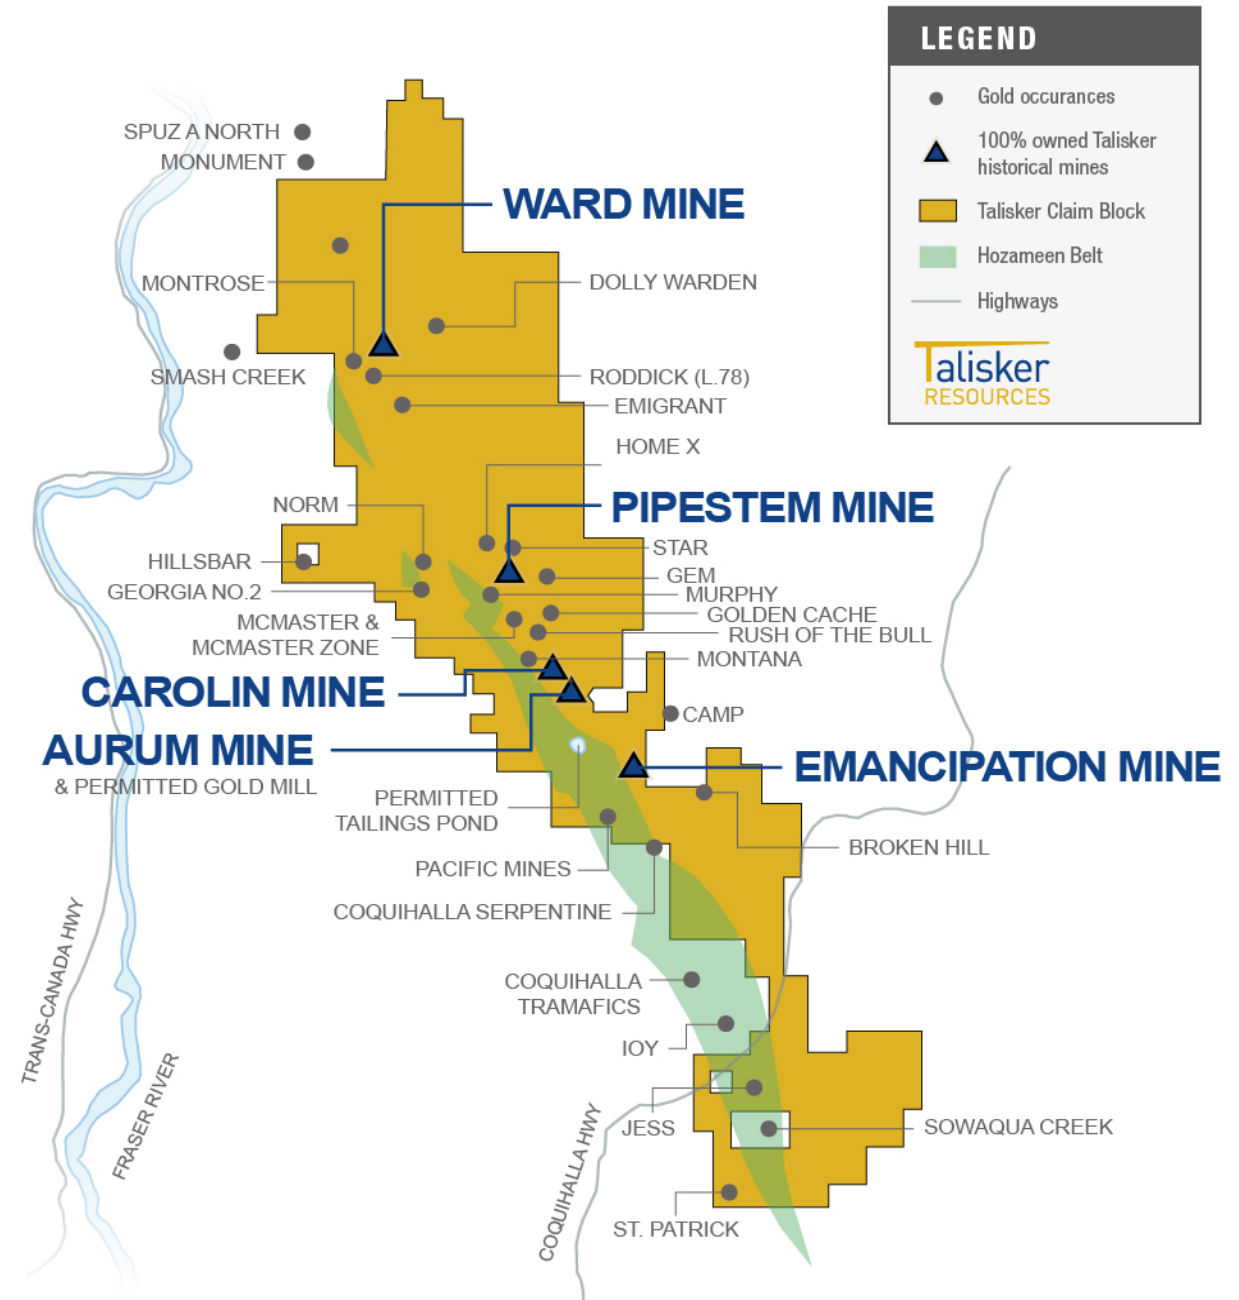 LEGEND
Gold occurances
100% owned Talisker
historical mines
Talisker Claim Block
Hozameen Belt
Highways
Talisker
RESOURCES
SPUZ A NORTH
MONUMENT
WARD MINE
MONTROSE
DOLLY WARDEN
SMASH CREEK
RODDICK (L.78)
EMIGRANT
HOME X
NORM
PIPESTEM MINE
STAR
HILLSBAR
GEM
GEORGIA NO.2
MURPHY
GOLDEN CACHE
MCMASTER &
MCMASTER ZONE
RUSH OF THE BULL
MONTANA
CAROLIN MINE
CAMP
AURUM MINE
& PERMITTED GOLD MILL
EMANCIPATION MINE
PERMITTED
TAILINGS POND
BROKEN HILL
PACIFIC MINES
COQUIHALLA SERPENTINE
COQUIHALLA
TRAMAFICS
IOY
JESS
SOWAQUA CREEK
ST. PATRICK
TRANS-CANADA HWY
FRASER RIVER
COQUIHALLA HWY